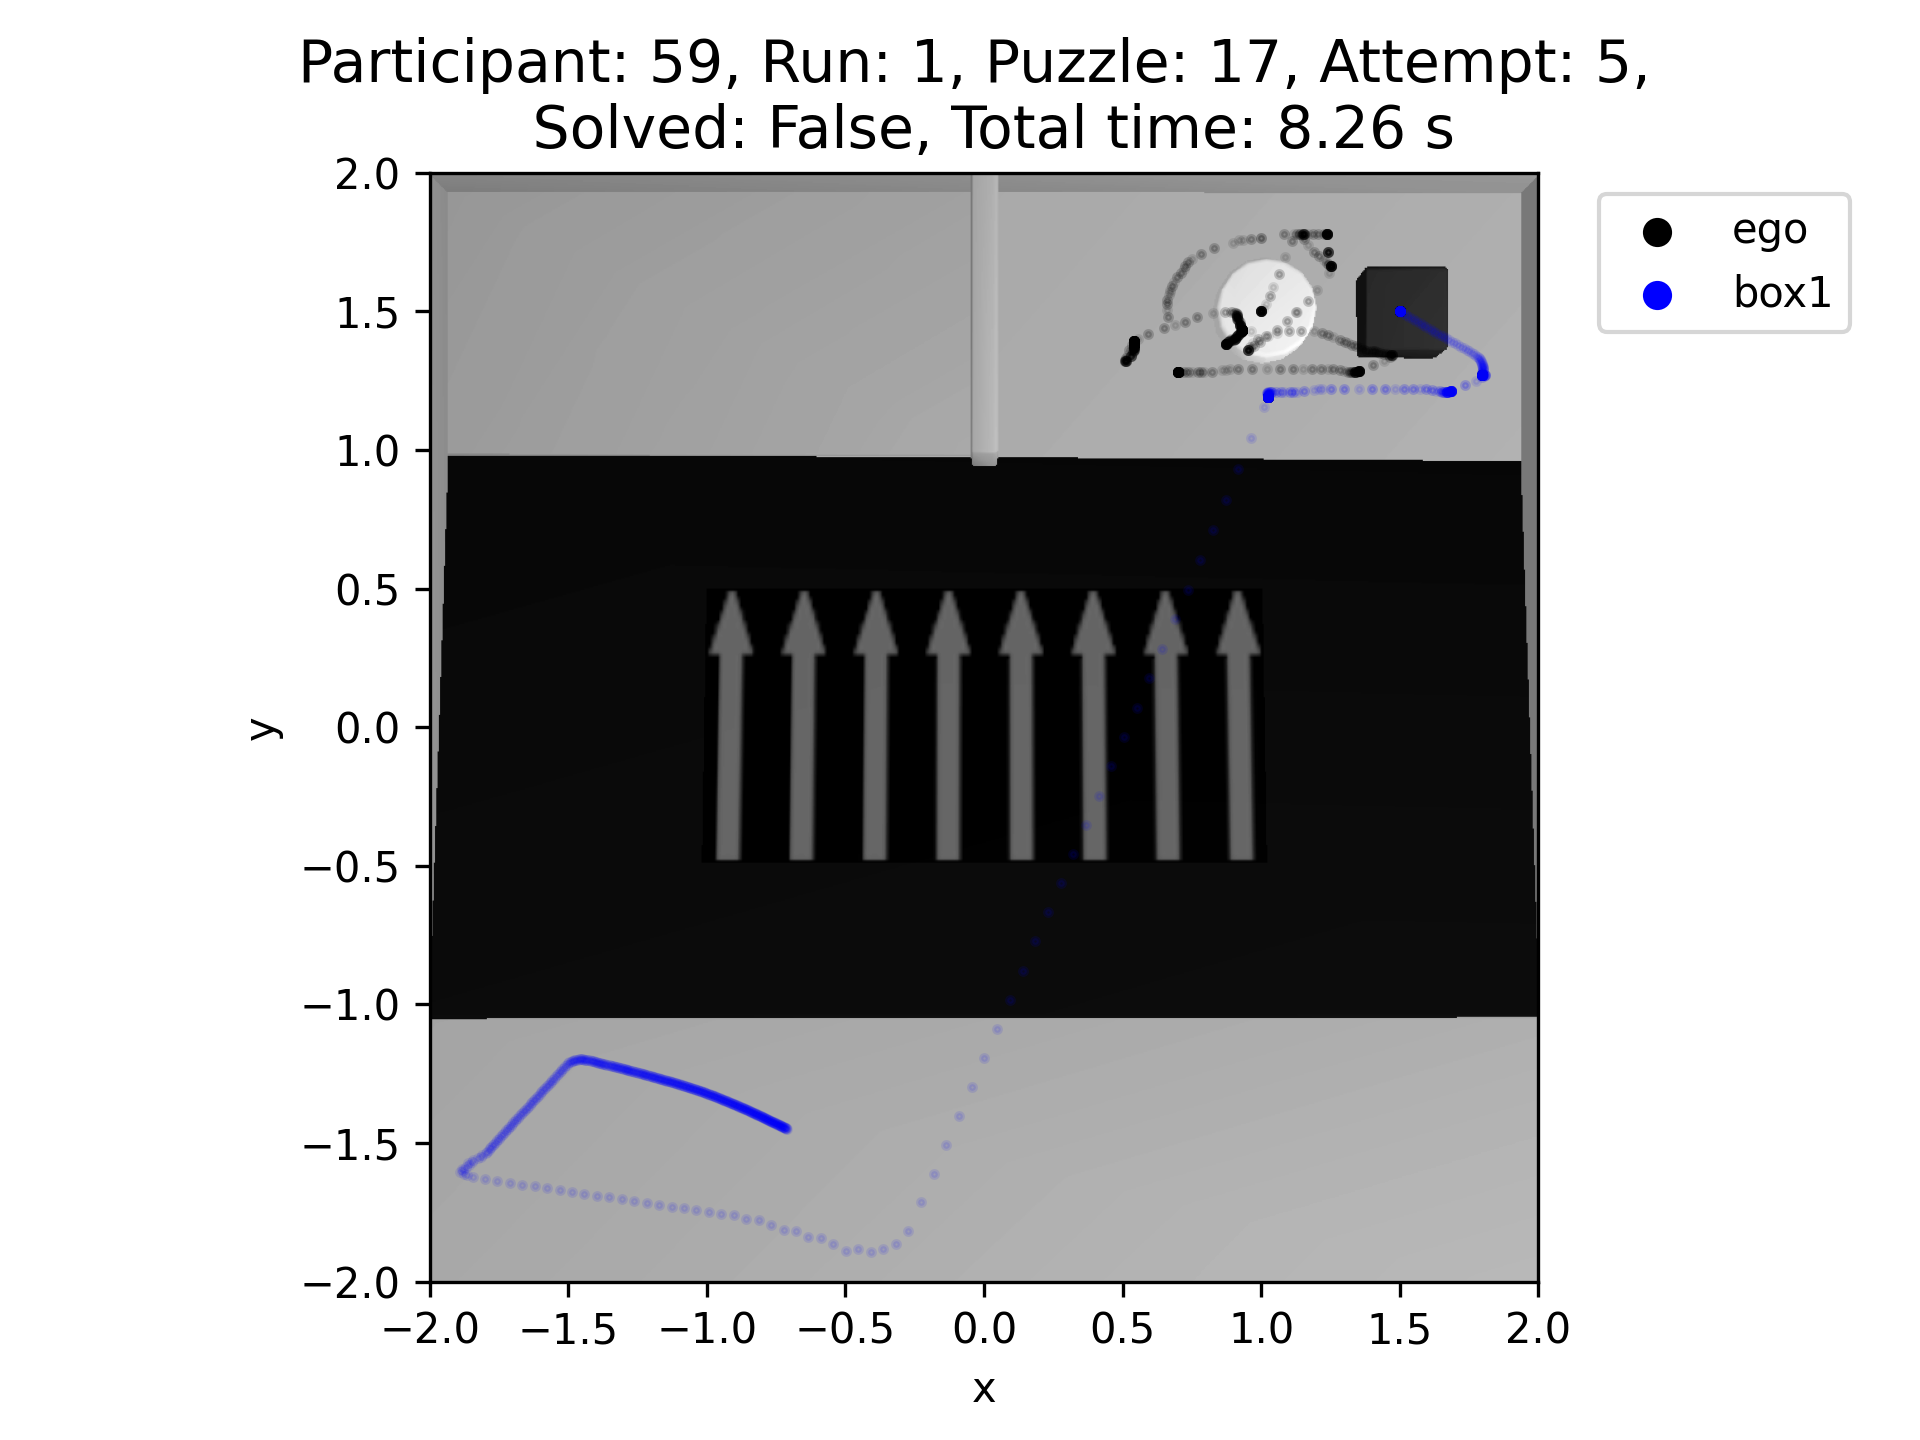 Participant: 59, Run: 1, Puzzle: 17, Attempt: 5,
Solved: False, Total time: 8.26 s
2.0
1.5
1.0
0.5
0.0
−0.5
−1.0
−1.5
−2.0
y
−2.0 −1.5 −1.0 −0.5 0.0 0.5 1.0 1.5 2.0
x
ego
box1